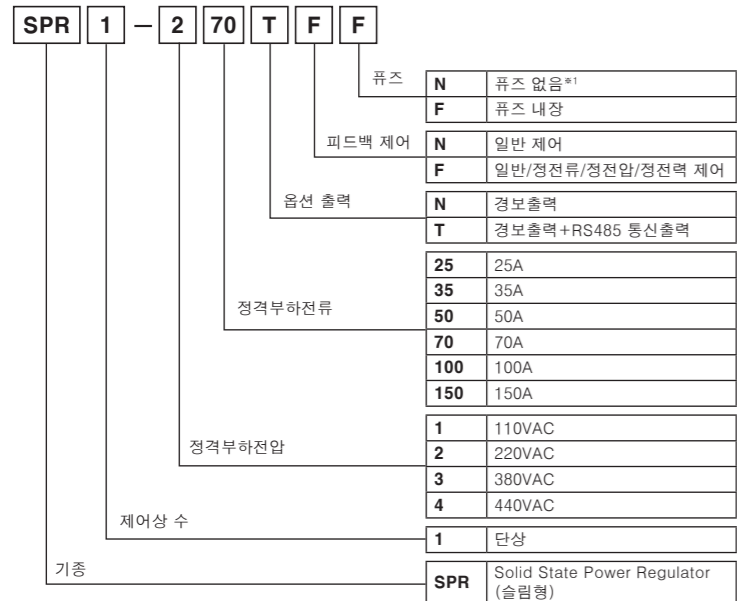 SPR 1 - 2 70 T F F
퓨즈
N 퓨즈 없음※1
F 퓨즈 내장
피드백 제어
N 일반 제어
F 일반/정전류/정전압/정전력 제어
옵션 출력
N 경보출력
T 경보출력+RS485 통신출력
정격부하전류
25 25A
35 35A
50 50A
70 70A
100 100A
150 150A
정격부하전압
1 110VAC
2 220VAC
3 380VAC
4 440VAC
제어상 수
1 단상
기종
SPR Solid State Power Regulator
(슬림형)